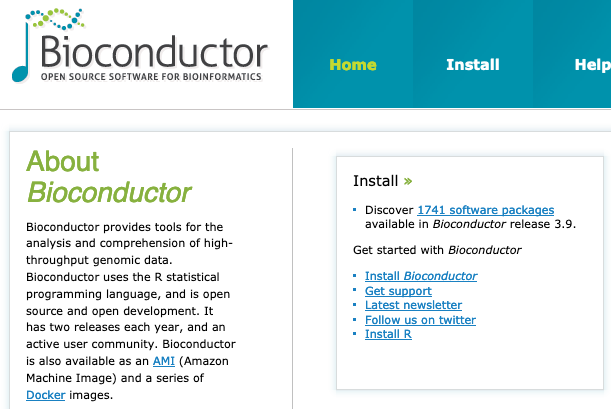 Bioconductor
OPEN SOURCE SOFTWARE FOR BIOINFORMATICS
Home
Install
Help
About
Bioconductor
Bioconductor provides tools for the
analysis and comprehension of high-
throughput genomic data.
Bioconductor uses the R statistical
programming language, and is open
source and open development. It
has two releases each year, and an
active user community. Bioconductor
is also available as an AMI (Amazon
Machine Image) and a series of
Docker images.
Install »
Discover 1741 software packages
available in Bioconductor release 3.9.
Get started with Bioconductor
Install Bioconductor
Get support
Latest newsletter
Follow us on twitter
Install R